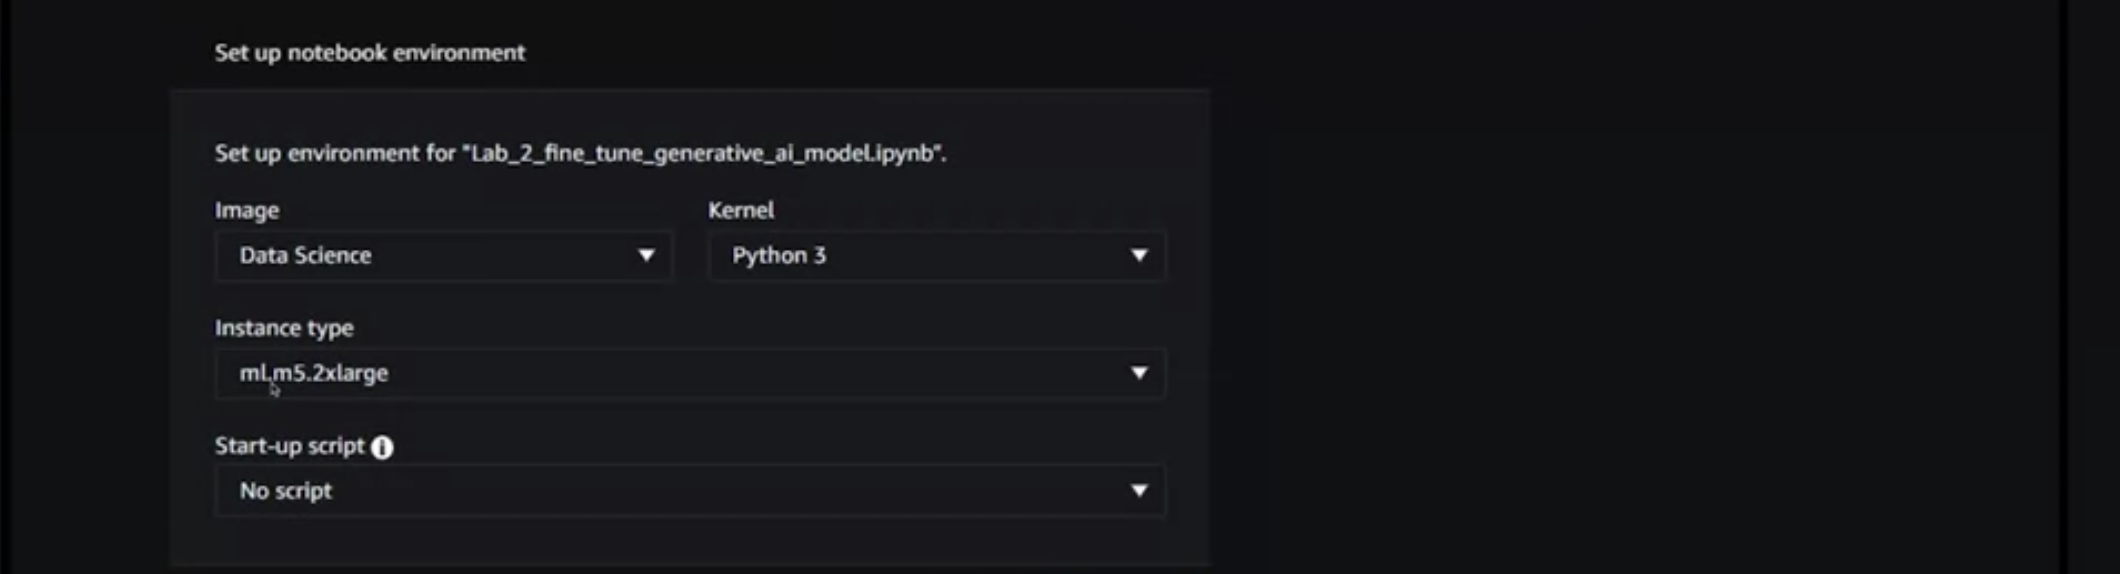 Set up notebook environment
Set up environment for "Lab_2_fine_tune_generative_ai_model.ipynb".
Image
Kernel
Data Science
Python 3
Instance type
ml.m5.2xlarge
Start-up script
No script